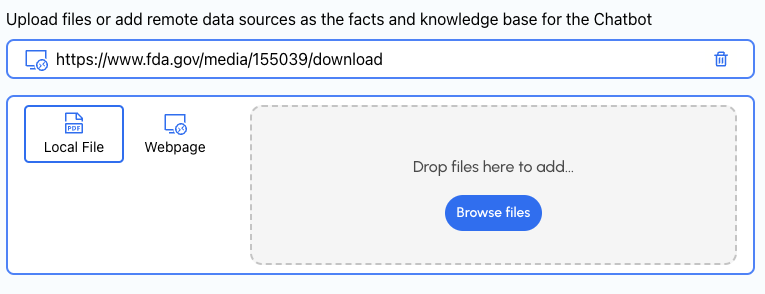 Upload files or add remote data sources as the facts and knowledge base for the Chatbot
https://www.fda.gov/media/155039/download
PDF
Local File
Webpage
Drop files here to add...
Browse files